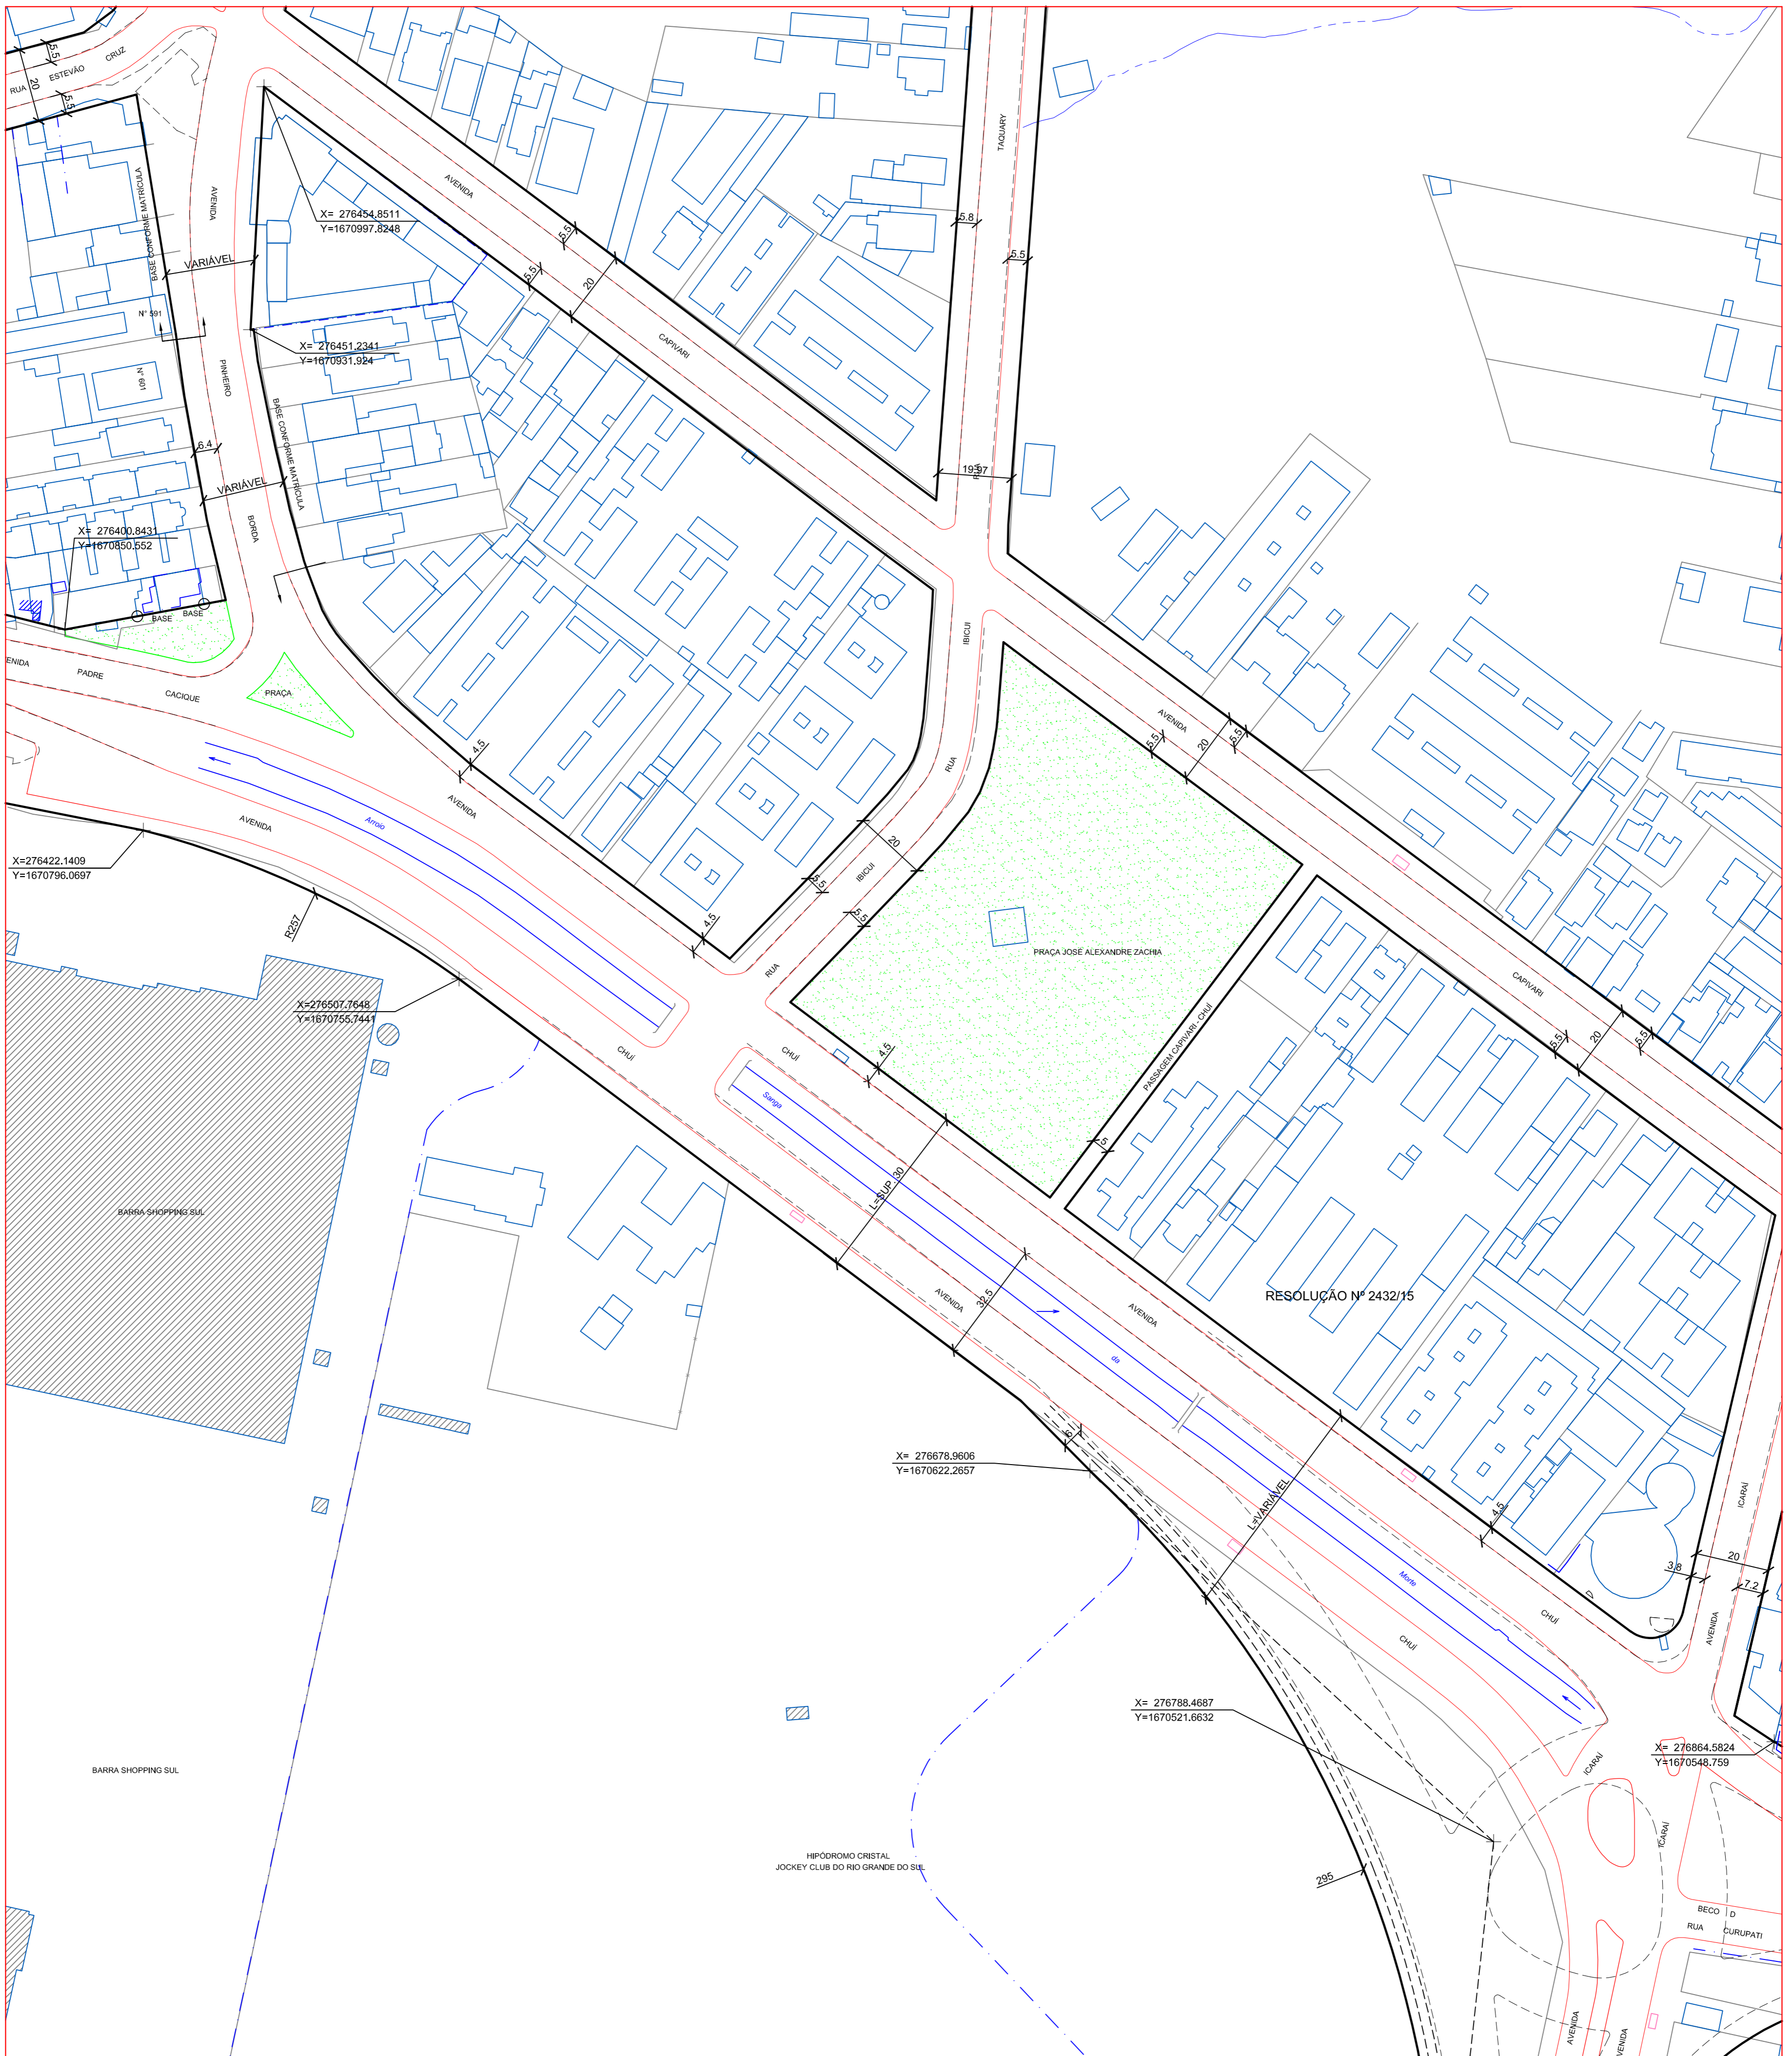 5.5
20
RUA
ESTEVÃO
CRUZ
5.5
BASE CONFORME MATRÍCULA
AVENIDA
VARIÁVEL
X= 276454.8511
Y=1670997.8248
AVENIDA
5.5
5.5
20
TAQUARY
5.8
5.5
N° 591
N° 601
PINHEIRO
X= 276451.2341
Y=1670931.924
CAPIVARI
BASE CONFORME MATRÍCULA
6.4
VARIÁVEL
BORDA
19.97
X= 276400.8431
Y=1670850.552
BASE
BASE
ENIDA
PADRE
CACIQUE
PRAÇA
IBICUI
RUA
AVENIDA
5.5
20
5.5
4.5
AVENIDA
AVENIDA
Arroio
X=276422.1409
Y=1670796.0697
R257
20
IBICUI
5.5
5.5
4.5
RUA
PRAÇA JOSÉ ALEXANDRE ZACHIA
X=276507.7648
Y=1670755.7441
CHUÍ
CHUÍ
4.5
Sanga
PASSAGEM CAPIVARI - CHUÍ
5
CAPIVARI
5.5
20
5.5
BARRA SHOPPING SUL
L=SUP. 30
AVENIDA
32.5
AVENIDA
RESOLUÇÃO Nº 2432/15
da
6
X= 276678.9606
Y=1670622.2657
L=VARIÁVEL
4.5
ICARAÍ
20
3.8
7.2
Morte
D
CHUÍ
CHUÍ
AVENIDA
X= 276788.4687
Y=1670521.6632
X= 276864.5824
Y=1670548.759
ICARAÍ
BARRA SHOPPING SUL
HIPÓDROMO CRISTAL
JOCKEY CLUB DO RIO GRANDE DO SUL
295
ICARAÍ
BECO D
RUA CURUPATI
AVENIDA
VENIDA